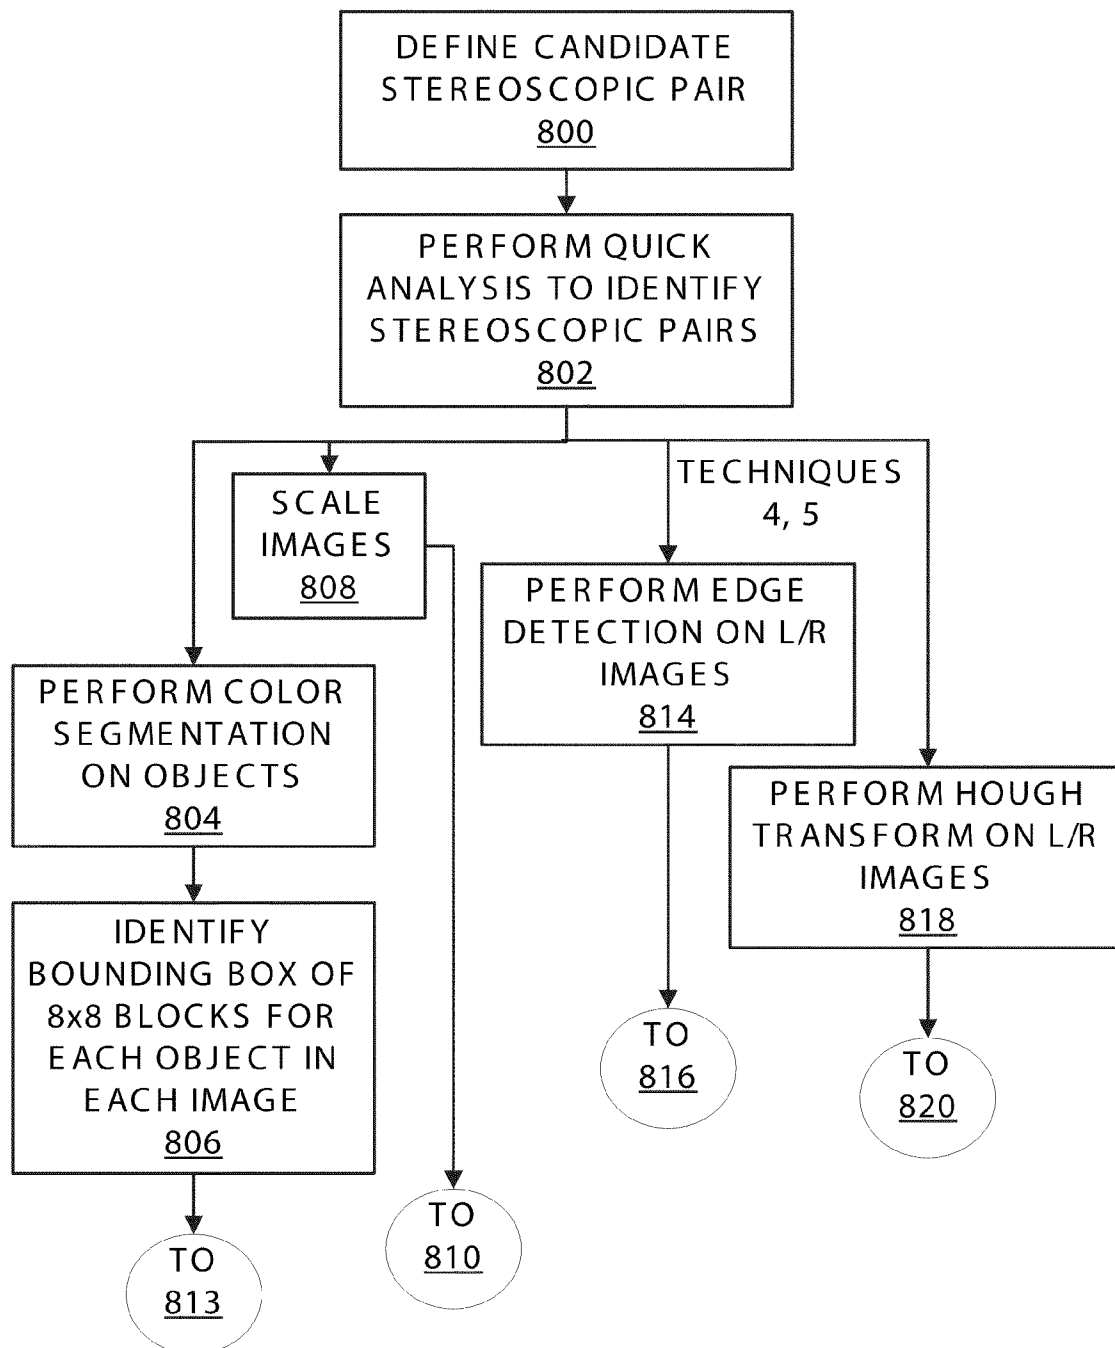 DEFINE CANDIDATE
STEREOSCOPIC PAIR
800
PERFORM QUICK
ANALYSIS TO IDENTIFY
STEREOSCOPIC PAIRS
802
SCALE
IMAGES
808
TECHNIQUES
4, 5
PERFORM EDGE
DETECTION ON L/R
IMAGES
814
PERFORM COLOR
SEGMENTATION
ON OBJECTS
804
PERFORM HOUGH
TRANSFORM ON L/R
IMAGES
818
IDENTIFY
BOUNDING BOX OF
8x8 BLOCKS FOR
EACH OBJECT IN
EACH IMAGE
806
TO
816
TO
820
TO
810
TO
813